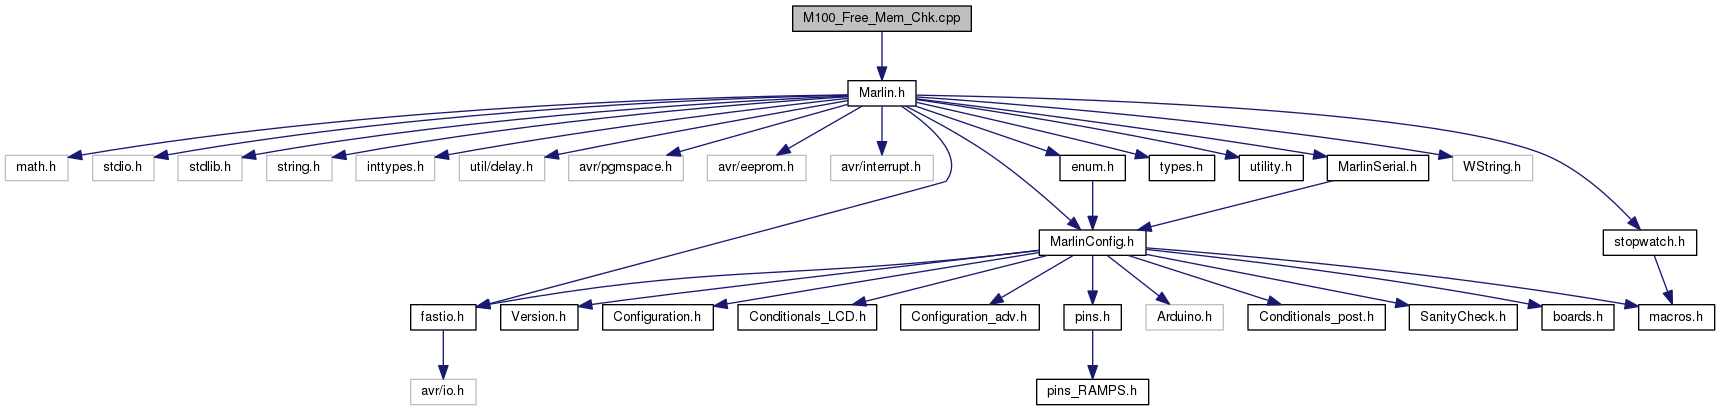 M100_Free_Mem_Chk.cpp
Marlin.h
math.h
stdio.h
stdlib.h
string.h
inttypes.h
util/delay.h
avr/pgmspace.h
avr/eeprom.h
avr/interrupt.h
enum.h
types.h
utility.h
MarlinSerial.h
WString.h
MarlinConfig.h
stopwatch.h
fastio.h
Version.h
Configuration.h
Conditionals_LCD.h
Configuration_adv.h
pins.h
Arduino.h
Conditionals_post.h
SanityCheck.h
boards.h
macros.h
avr/io.h
pins_RAMPS.h